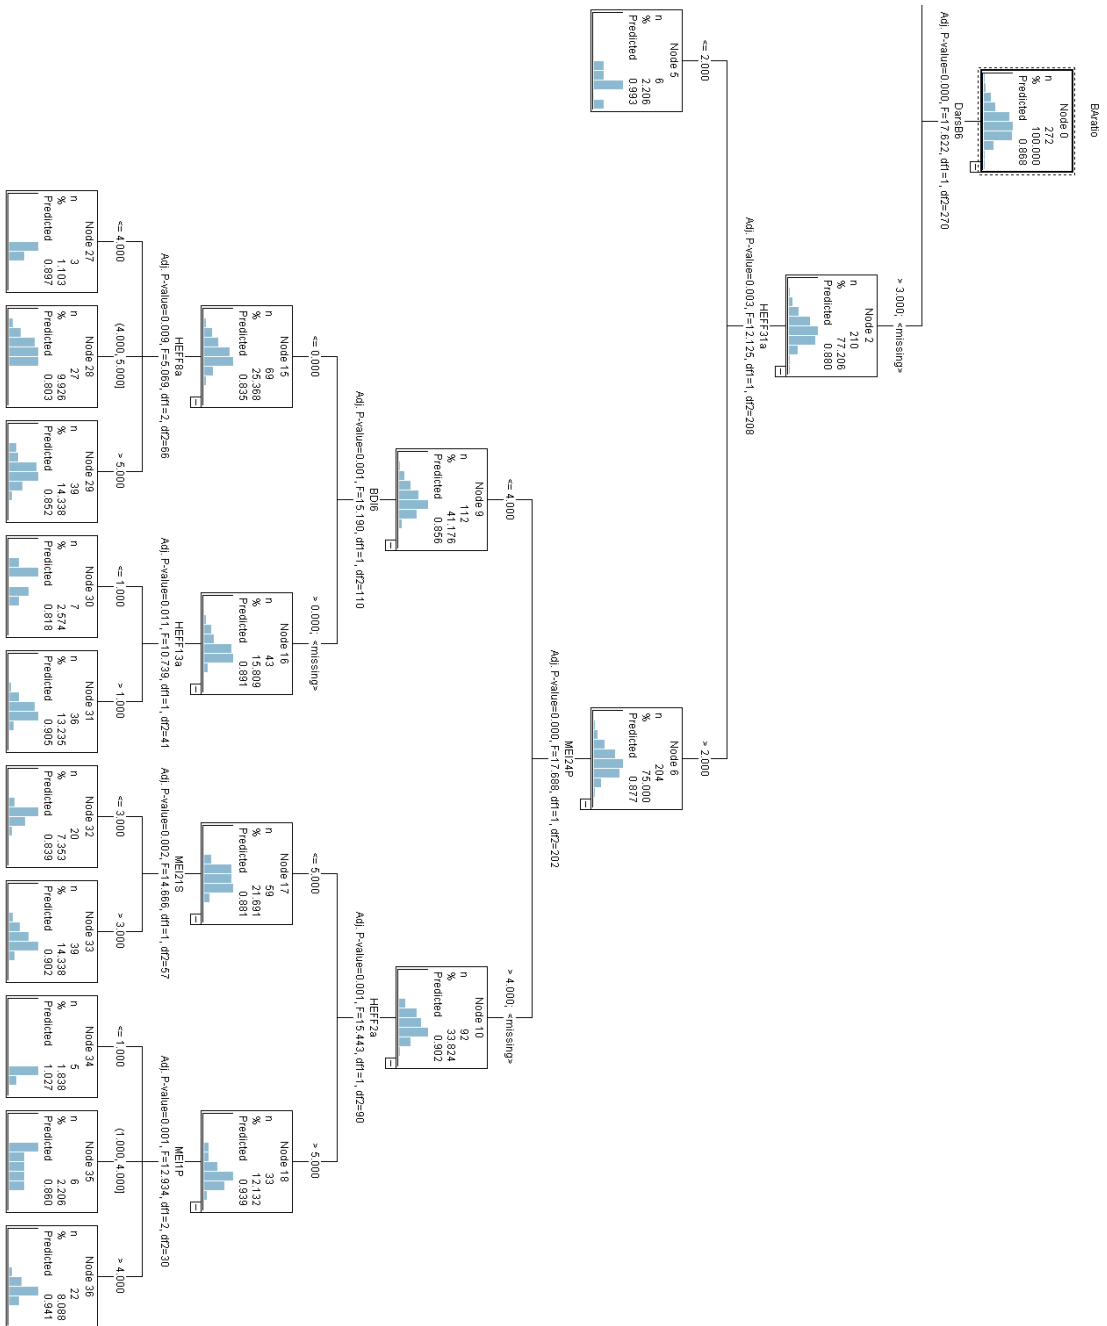 BAratio
Node 0
n 272
% 100.000
Predicted 0.868
DarsB6
Adj. P-value=0.000, F=17.622, df1=1, df2=270
> 3.000; <missing>
Node 2
n 210
% 77.206
Predicted 0.880
HEFF31a
Adj. P-value=0.003, F=12.125, df1=1, df2=208
<= 2.000
> 2.000
Node 5
n 6
% 2.206
Predicted 0.993
Node 6
n 204
% 75.000
Predicted 0.877
MEI24P
Adj. P-value=0.000, F=17.688, df1=1, df2=202
<= 4.000
> 4.000; <missing>
Node 9
n 112
% 41.176
Predicted 0.856
Node 10
n 92
% 33.824
Predicted 0.902
BDI6
Adj. P-value=0.001, F=15.190, df1=1, df2=110
HEFF2a
Adj. P-value=0.001, F=15.443, df1=1, df2=90
<= 0.000
> 0.000; <missing>
<= 5.000
> 5.000
Node 15
n 69
% 25.368
Predicted 0.835
Node 16
n 43
% 15.809
Predicted 0.891
Node 17
n 59
% 21.691
Predicted 0.881
Node 18
n 33
% 12.132
Predicted 0.939
HEFF8a
Adj. P-value=0.009, F=5.069, df1=2, df2=66
HEFF13a
Adj. P-value=0.011, F=10.739, df1=1, df2=41
MEI21S
Adj. P-value=0.002, F=14.666, df1=1, df2=57
MEI1P
Adj. P-value=0.001, F=12.934, df1=2, df2=30
<= 4.000
(4.000, 5.000]
> 5.000
<= 1.000
> 1.000
<= 3.000
> 3.000
<= 1.000
(1.000, 4.000]
> 4.000
Node 27
n 3
% 1.103
Predicted 0.897
Node 28
n 27
% 9.926
Predicted 0.803
Node 29
n 39
% 14.338
Predicted 0.852
Node 30
n 7
% 2.574
Predicted 0.818
Node 31
n 36
% 13.235
Predicted 0.905
Node 32
n 20
% 7.353
Predicted 0.839
Node 33
n 39
% 14.338
Predicted 0.902
Node 34
n 5
% 1.838
Predicted 1.027
Node 35
n 6
% 2.206
Predicted 0.860
Node 36
n 22
% 8.088
Predicted 0.941